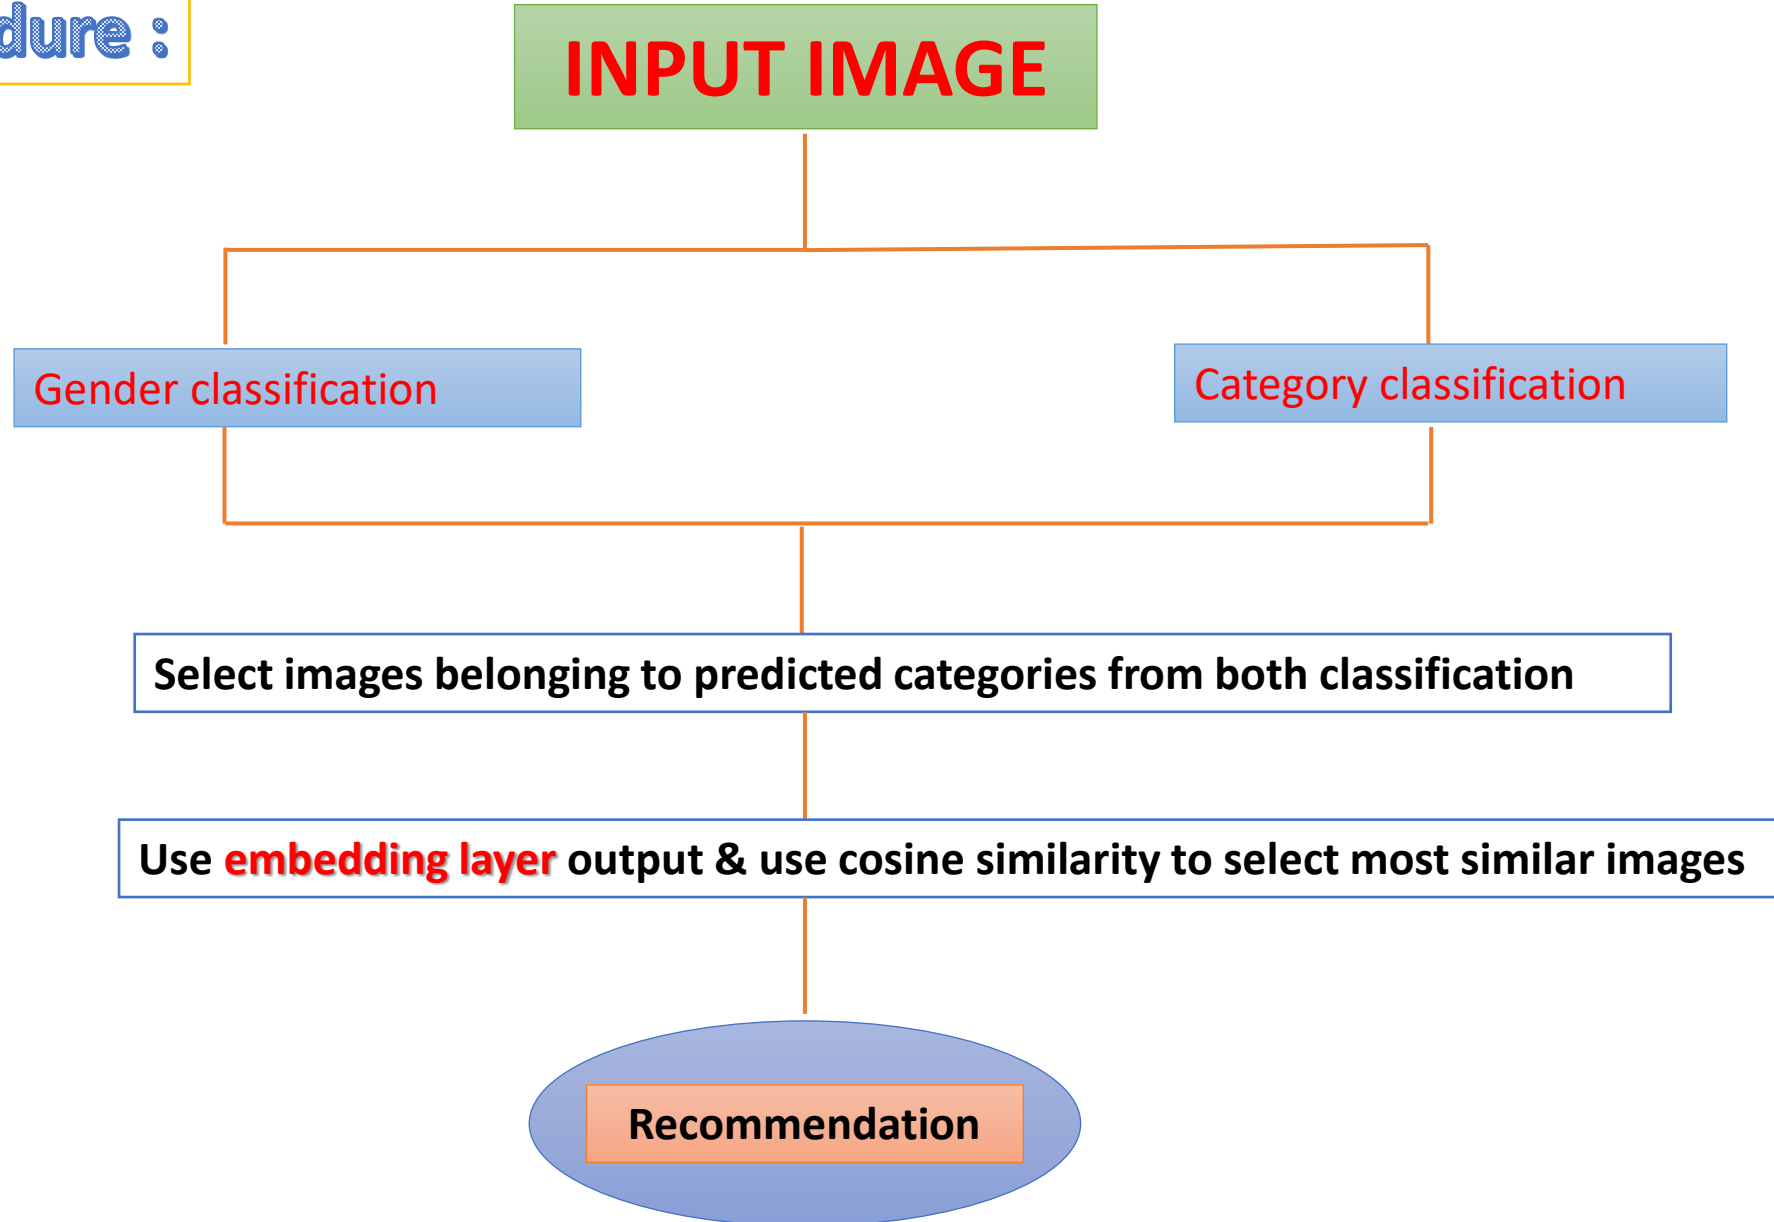 dure :
INPUT IMAGE
Gender classification
Category classification
Select images belonging to predicted categories from both classification
Use embedding layer output & use cosine similarity to select most similar images
Recommendation